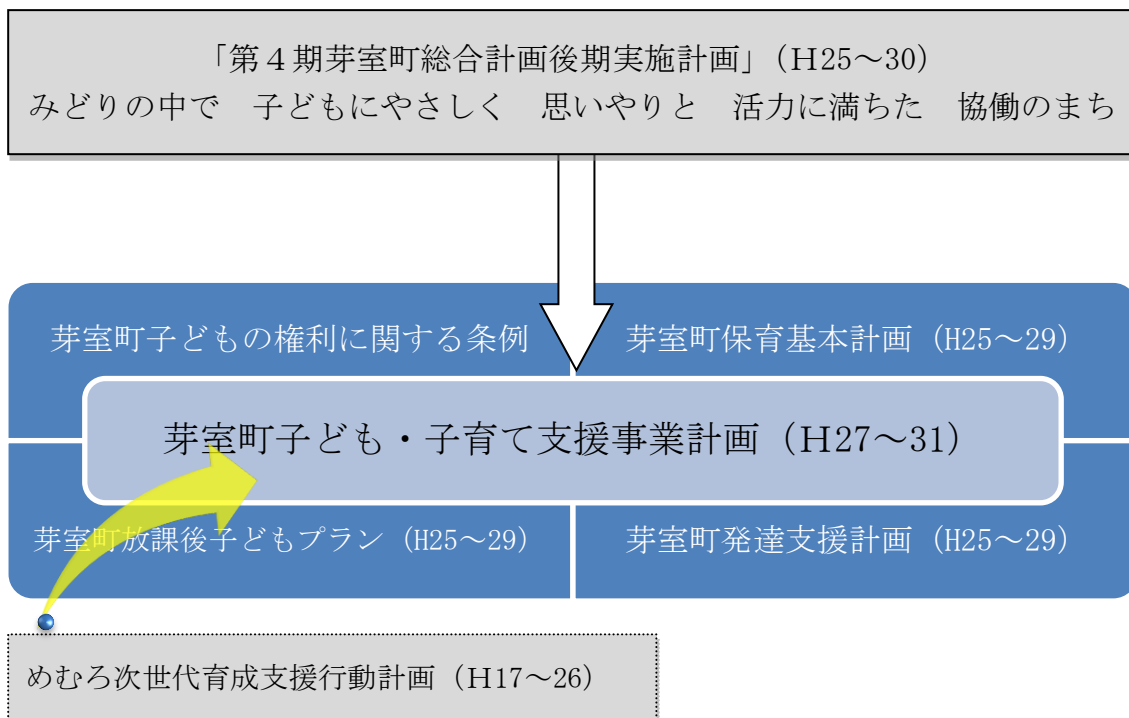 「第４期芽室町総合計画後期実施計画」（Ｈ25～30）
みどりの中で　子どもにやさしく　思いやりと　活力に満ちた　協働のまち
芽室町子どもの権利に関する条例
芽室町保育基本計画（H25～29）
芽室町子ども・子育て支援事業計画（Ｈ27～31）
芽室町放課後子どもプラン（H25～29）
芽室町発達支援計画（H25～29）
めむろ次世代育成支援行動計画（Ｈ17～26）